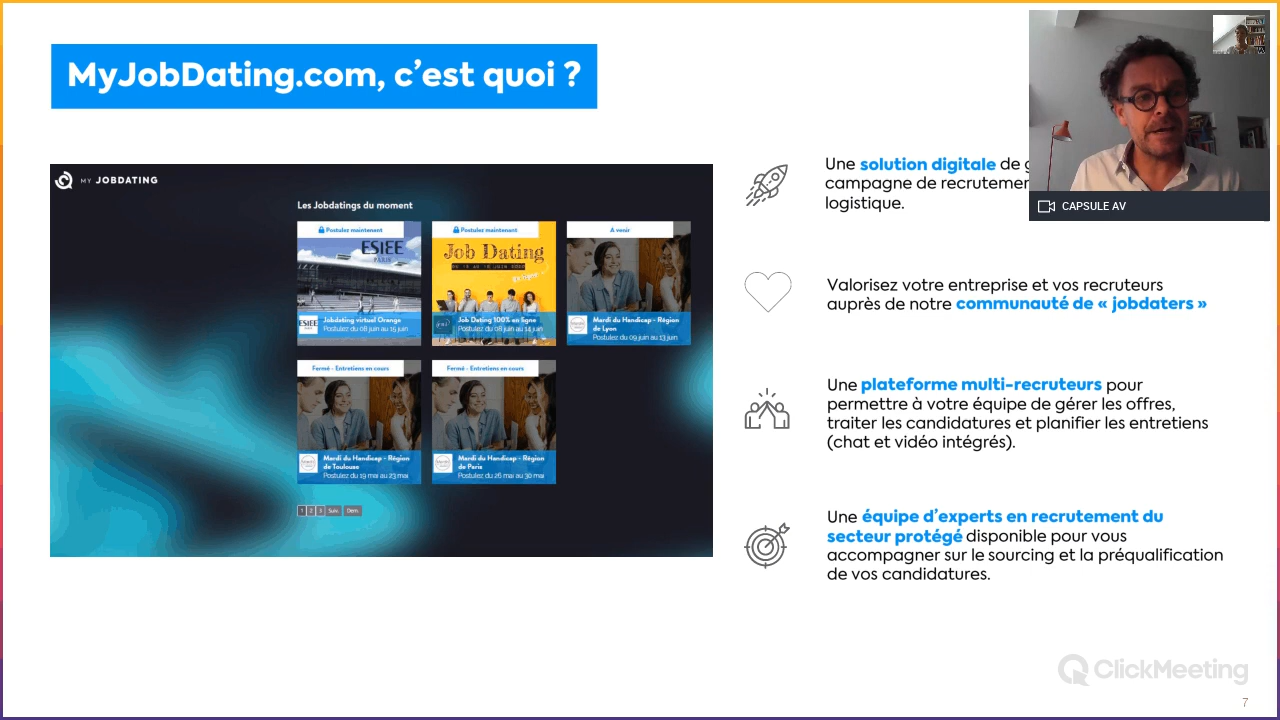 MyJobDating.com, c’est quoi ?
MY JOBDATING
Les Jobdatings du moment
Postulez maintenant
Postulez maintenant
À venir
ESIEE
PARIS
Job Dating
ESIEE
Jobdating virtuel Orange
Postulez du 08 juin au 15 juin
Job Dating 100% en ligne
Postulez du 08 juin au 14 juin
Mardi du Handicap - Région
de Lyon
Postulez du 09 juin au 13 juin
Fermé - Entretiens en cours
Fermé - Entretiens en cours
Mardi du Handicap - Région
de Toulouse
Postulez du 19 mai au 23 mai
Mardi du Handicap - Région
de Paris
Postulez du 26 mai au 30 mai
1 2 3 Suiv. Dern.
Une solution digitale de
campagne de recrutemen
logistique.
Valorisez votre entreprise et vos recruteurs
auprès de notre communauté de « jobdaters »
Une plateforme multi-recruteurs pour
permettre à votre équipe de gérer les offres,
traiter les candidatures et planifier les entretiens
(chat et vidéo intégrés).
Une équipe d’experts en recrutement du
secteur protégé disponible pour vous
accompagner sur le sourcing et la préqualification
de vos candidatures.
CAPSULE AV
ClickMeeting
7